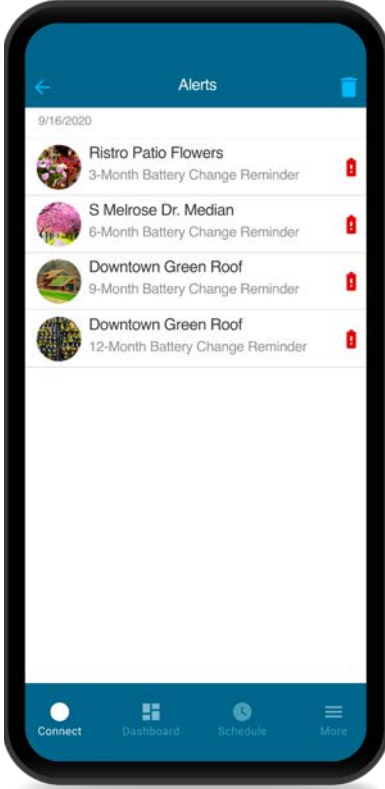 Alerts
9/16/2020
Ristro Patio Flowers
3-Month Battery Change Reminder
S Melrose Dr. Median
6-Month Battery Change Reminder
Downtown Green Roof
9-Month Battery Change Reminder
Downtown Green Roof
12-Month Battery Change Reminder
Connect Dashboard Schedule More